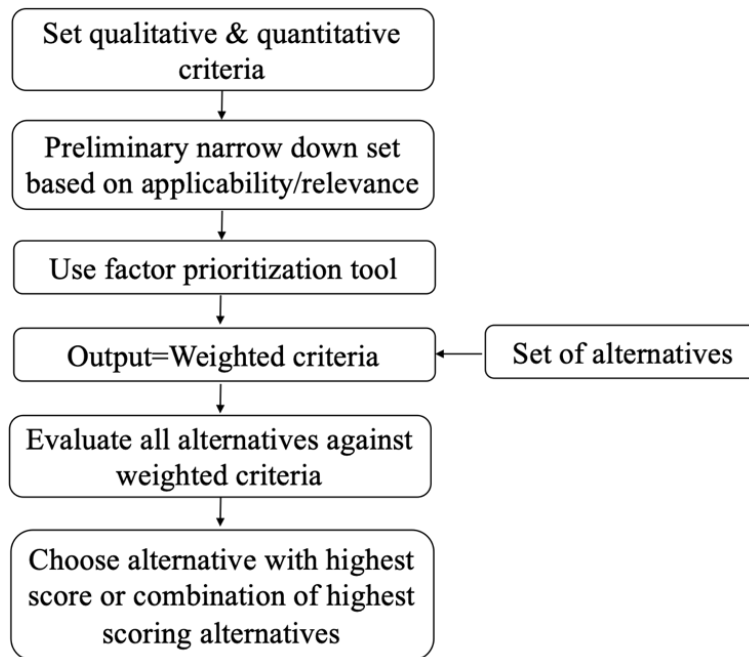 Set qualitative & quantitative
criteria
Preliminary narrow down set
based on applicability/relevance
Use factor prioritization tool
Output=Weighted criteria
Set of alternatives
Evaluate all alternatives against
weighted criteria
Choose alternative with highest
score or combination of highest
scoring alternatives